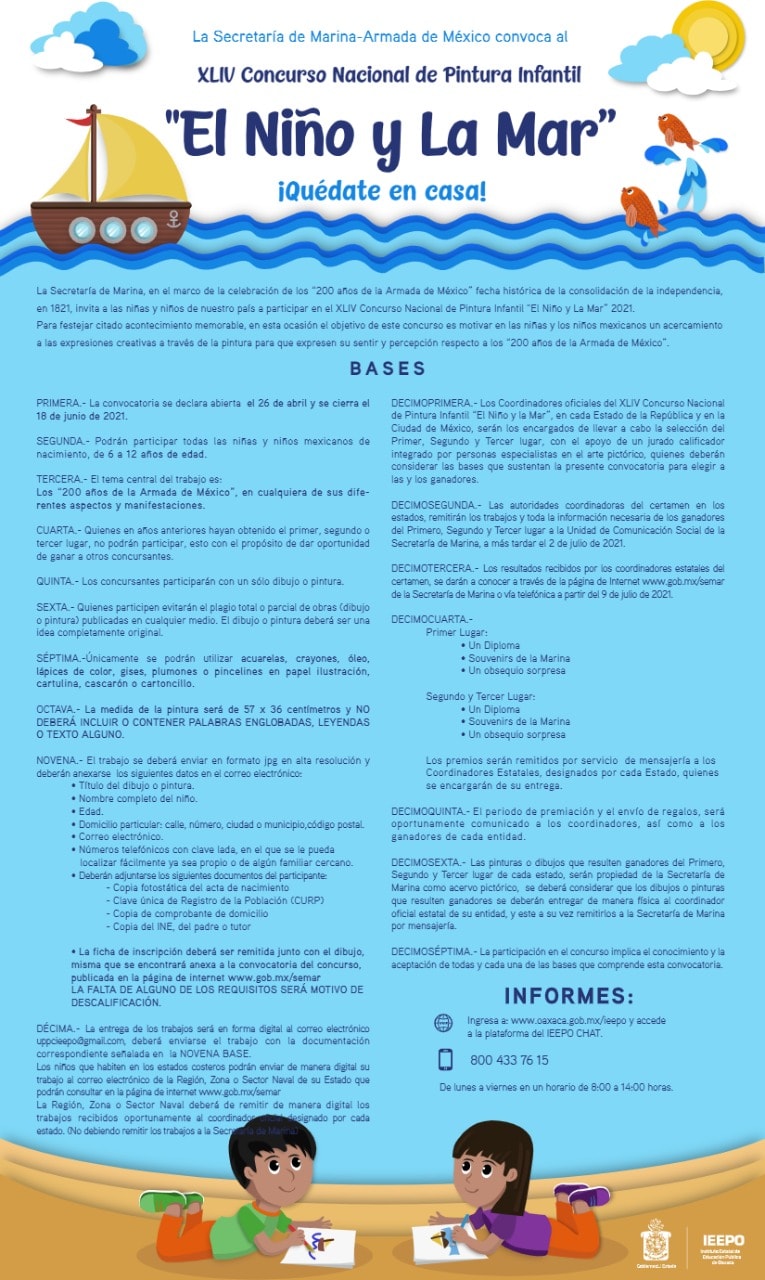 La Secretaría de Marina-Armada de México convoca al
XLIV Concurso Nacional de Pintura Infantil
"El Niño y La Mar”
¡Quédate en casa!
La Secretaría de Marina, en el marco de la celebración de los “200 años de la Armada de México” fecha histórica de la consolidación de la independencia,
en 1821, invita a las niñas y niños de nuestro país a participar en el XLIV Concurso Nacional de Pintura Infantil “El Niño y La Mar” 2021.
Para festejar citado acontecimiento memorable, en esta ocasión el objetivo de este concurso es motivar en las niñas y los niños mexicanos un acercamiento
a las expresiones creativas a través de la pintura para que expresen su sentir y percepción respecto a los “200 años de la Armada de México”.
BASES
PRIMERA.- La convocatoria se declara abierta el 26 de abril y se cierra el
18 de junio de 2021.
SEGUNDA.- Podrán participar todas las niñas y niños mexicanos de
nacimiento, de 6 a 12 años de edad.
TERCERA.- El tema central del trabajo es:
Los “200 años de la Armada de México”, en cualquiera de sus dife-
rentes aspectos y manifestaciones.
CUARTA.- Quienes en años anteriores hayan obtenido el primer, segundo o
tercer lugar, no podrán participar, esto con el propósito de dar oportunidad
de ganar a otros concursantes.
QUINTA.- Los concursantes participarán con un sólo dibujo o pintura.
SEXTA.- Quienes participen evitarán el plagio total o parcial de obras (dibujo
o pintura) publicadas en cualquier medio. El dibujo o pintura deberá ser una
idea completamente original.
SÉPTIMA.-Únicamente se podrán utilizar acuarelas, crayones, óleo,
lápices de color, gises, plumones o pincelines en papel ilustración,
cartulina, cascarón o cartoncillo.
OCTAVA.- La medida de la pintura será de 57 x 36 centímetros y NO
DEBERÁ INCLUIR O CONTENER PALABRAS ENGLOBADAS, LEYENDAS
O TEXTO ALGUNO.
NOVENA.- El trabajo se deberá enviar en formato jpg en alta resolución y
deberán anexarse los siguientes datos en el correo electrónico:
• Título del dibujo o pintura.
• Nombre completo del niño.
• Edad.
• Domicilio particular: calle, número, ciudad o municipio,código postal.
• Correo electrónico.
• Números telefónicos con clave lada, en el que se le pueda
localizar fácilmente ya sea propio o de algún familiar cercano.
• Deberán adjuntarse los siguientes documentos del participante:
- Copia fotostática del acta de nacimiento
- Clave única de Registro de la Población (CURP)
- Copia de comprobante de domicilio
- Copia del INE, del padre o tutor
• La ficha de inscripción deberá ser remitida junto con el dibujo,
misma que se encontrará anexa a la convocatoria del concurso,
publicada en la página de internet www.gob.mx/semar
LA FALTA DE ALGUNO DE LOS REQUISITOS SERÁ MOTIVO DE
DESCALIFICACIÓN.
DÉCIMA.- La entrega de los trabajos será en forma digital al correo electrónico
uppcieepo@gmail.com, deberá enviarse el trabajo con la documentación
correspondiente señalada en la NOVENA BASE.
Los niños que habiten en los estados costeros podrán enviar de manera digital su
trabajo al correo electrónico de la Región, Zona o Sector Naval de su Estado que
podrán consultar en la página de internet www.gob.mx/semar
La Región, Zona o Sector Naval deberá de remitir de manera digital los
trabajos recibidos oportunamente al coordinador designado por cada
estado. (No debiendo remitir los trabajos a la Secretaría de Marina)
DECIMOPRIMERA.- Los Coordinadores oficiales del XLIV Concurso Nacional
de Pintura Infantil “El Niño y la Mar”, en cada Estado de la República y en la
Ciudad de México, serán los encargados de llevar a cabo la selección del
Primer, Segundo y Tercer lugar, con el apoyo de un jurado calificador
integrado por personas especialistas en el arte pictórico, quienes deberán
considerar las bases que sustentan la presente convocatoria para elegir a
las y los ganadores.
DECIMOSEGUNDA.- Las autoridades coordinadoras del certamen en los
estados, remitirán los trabajos y toda la información necesaria de los ganadores
del Primero, Segundo y Tercer lugar a la Unidad de Comunicación Social de la
Secretaría de Marina, a más tardar el 2 de julio de 2021.
DECIMOTERCERA.- Los resultados recibidos por los coordinadores estatales del
certamen, se darán a conocer a través de la página de Internet www.gob.mx/semar
de la Secretaría de Marina o vía telefónica a partir del 9 de julio de 2021.
DECIMOCUARTA.-
Primer Lugar:
• Un Diploma
• Souvenirs de la Marina
• Un obsequio sorpresa
Segundo y Tercer Lugar:
• Un Diploma
• Souvenirs de la Marina
• Un obsequio sorpresa
Los premios serán remitidos por servicio de mensajería a los
Coordinadores Estatales, designados por cada Estado, quienes
se encargarán de su entrega.
DECIMOQUINTA.- El periodo de premiación y el envío de regalos, será
oportunamente comunicado a los coordinadores, así como a los
ganadores de cada entidad.
DECIMOSEXTA.- Las pinturas o dibujos que resulten ganadores del Primero,
Segundo y Tercer lugar de cada estado, serán propiedad de la Secretaría de
Marina como acervo pictórico, se deberá considerar que los dibujos o pinturas
que resulten ganadores se deberán entregar de manera física al coordinador
oficial estatal de su entidad, y este a su vez remitirlos a la Secretaría de Marina
por mensajería.
DECIMOSÉPTIMA.- La participación en el concurso implica el conocimiento y la
aceptación de todas y cada una de las bases que comprende esta convocatoria.
INFORMES:
Ingresa a: www.oaxaca.gob.mx/ieepo y accede
a la plataforma del IEEPO CHAT.
800 433 76 15
De lunes a viernes en un horario de 8:00 a 14:00 horas.
IEEPO
Instituto Estatal de
Educación Pública
de Oaxaca